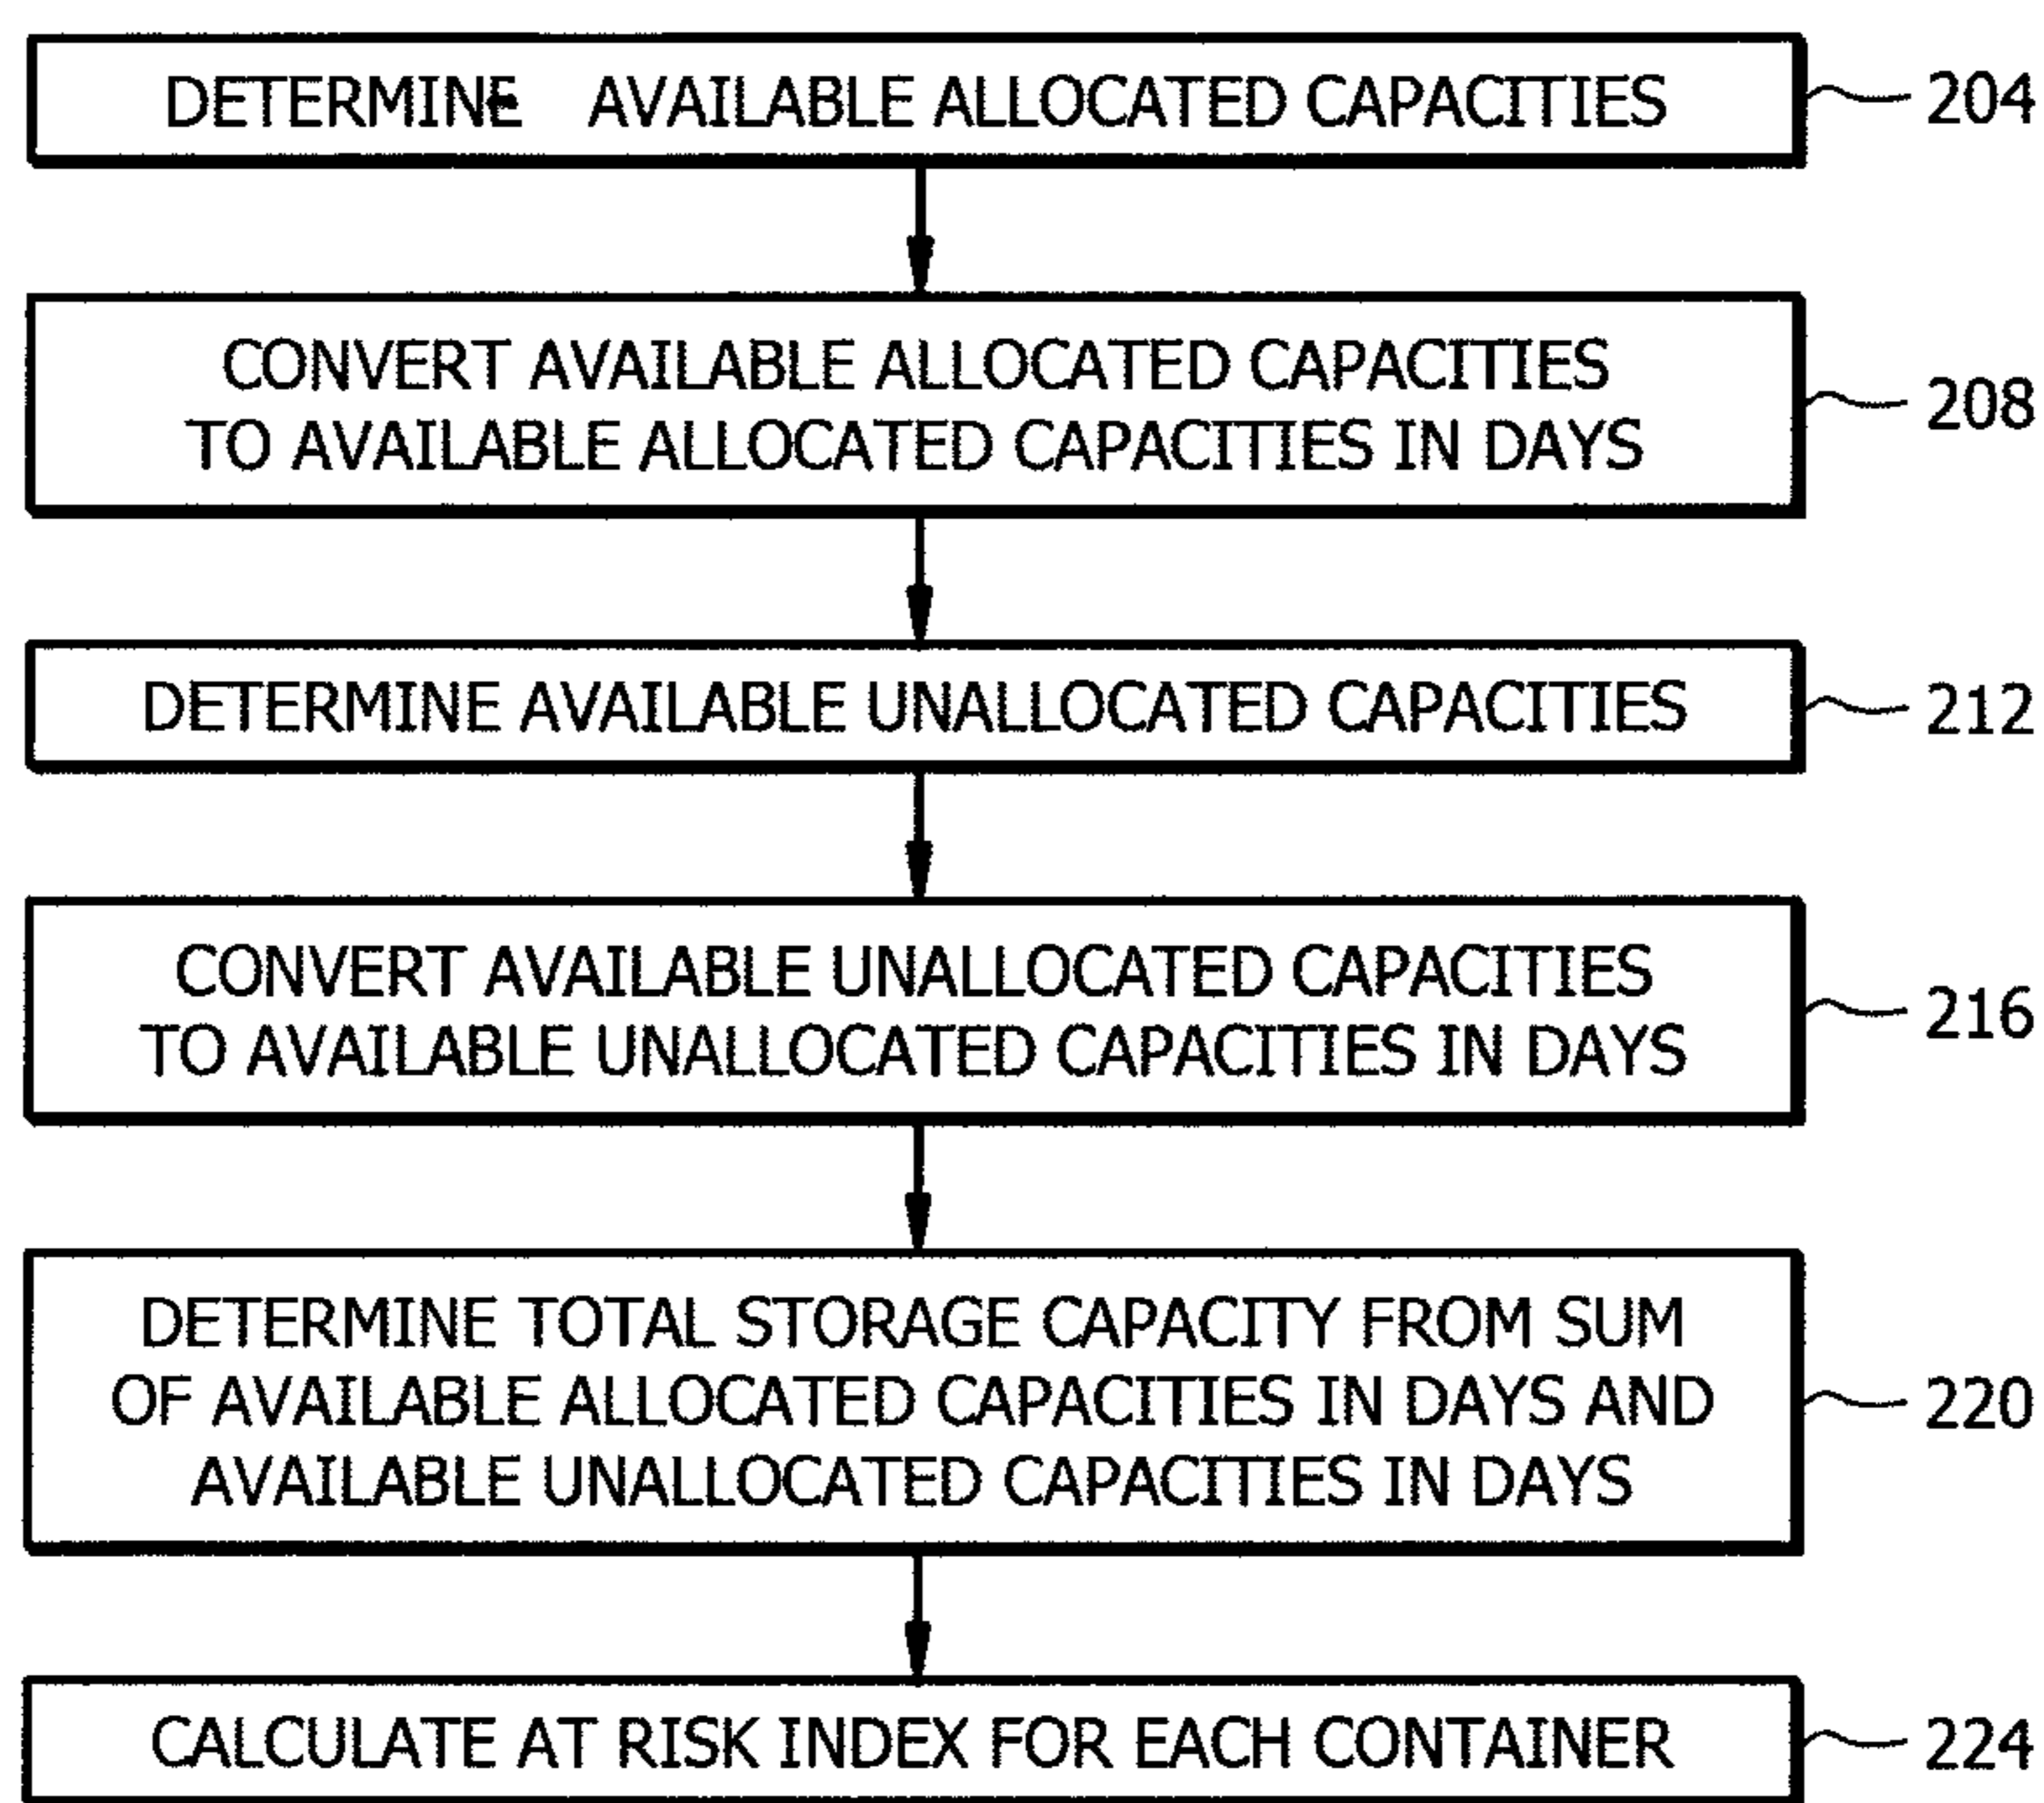 DETERMINE AVAILABLE ALLOCATED CAPACITIES
204
CONVERT AVAILABLE ALLOCATED CAPACITIES
TO AVAILABLE ALLOCATED CAPACITIES IN DAYS
208
DETERMINE AVAILABLE UNALLOCATED CAPACITIES
212
CONVERT AVAILABLE UNALLOCATED CAPACITIES
TO AVAILABLE UNALLOCATED CAPACITIES IN DAYS
216
DETERMINE TOTAL STORAGE CAPACITY FROM SUM
OF AVAILABLE ALLOCATED CAPACITIES IN DAYS AND
AVAILABLE UNALLOCATED CAPACITIES IN DAYS
220
CALCULATE AT RISK INDEX FOR EACH CONTAINER
224